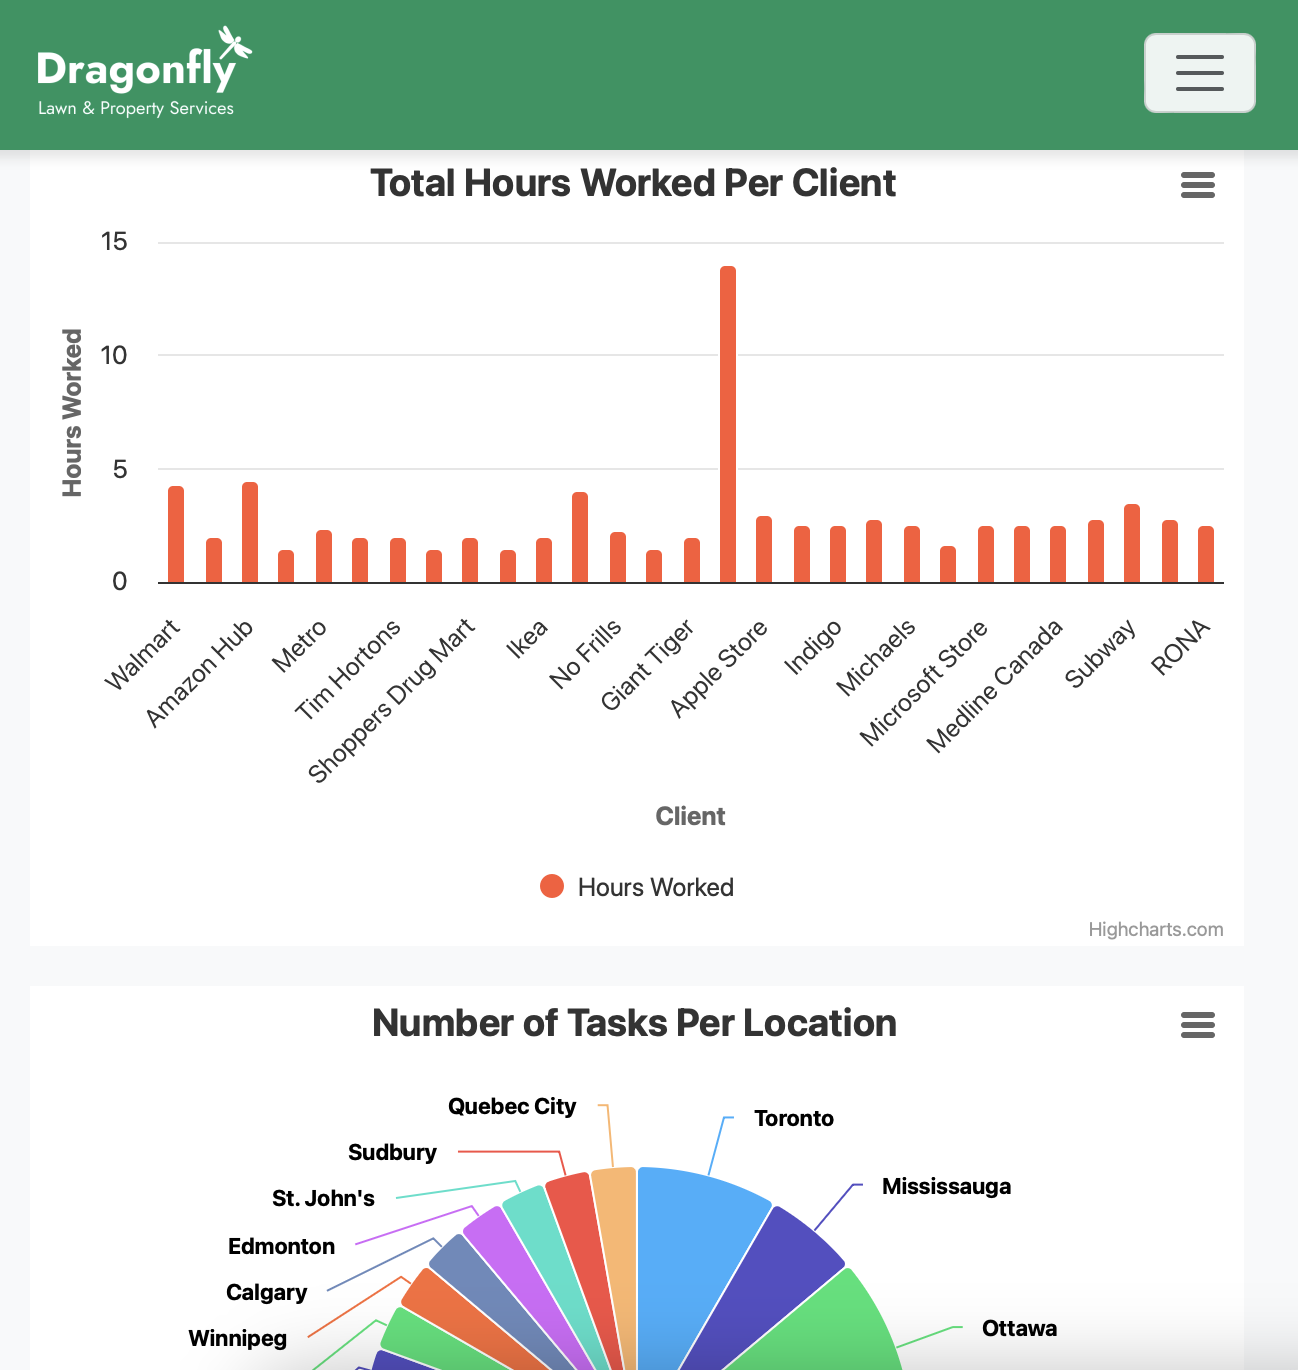 Dragonfly
Lawn & Property Services
Total Hours Worked Per Client
15
10
5
0
Hours Worked
Walmart
Amazon Hub
Metro
Tim Hortons
Shoppers Drug Mart
Ikea
No Frills
Giant Tiger
Apple Store
Indigo
Michaels
Microsoft Store
Medline Canada
Subway
RONA
Client
Hours Worked
Highcharts.com
Number of Tasks Per Location
Quebec City
Toronto
Sudbury
Mississauga
St. John's
Edmonton
Calgary
Winnipeg
Ottawa